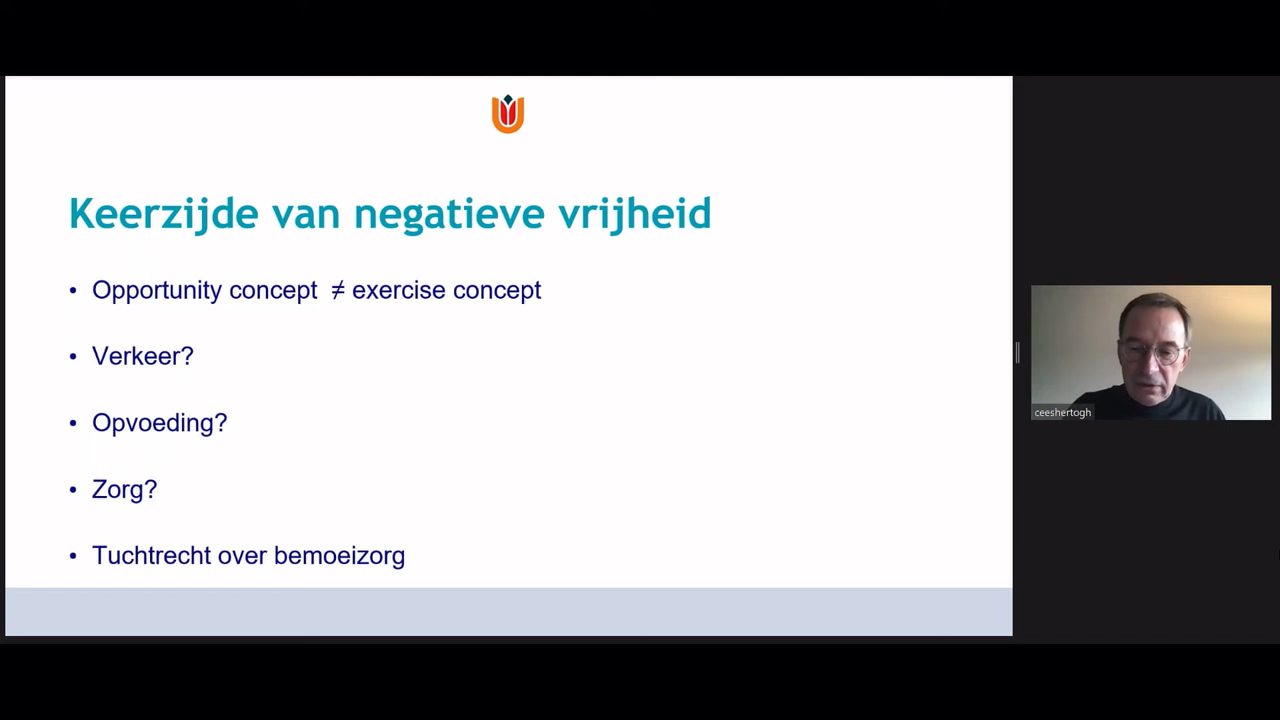 Keerzijde van negatieve vrijheid
• Opportunity concept ≠ exercise concept
• Verkeer?
• Opvoeding?
• Zorg?
• Tuchtrecht over bemoeizorg
ceeshertogh